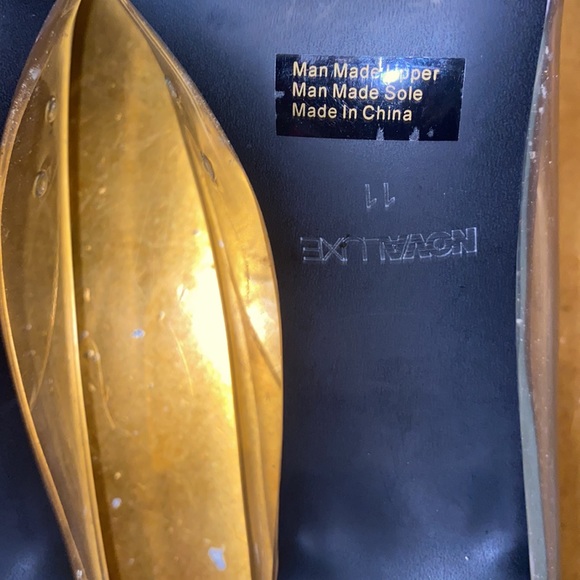 Man Made Upper
Man Made Sole
Made In China
11
NOVALUXE